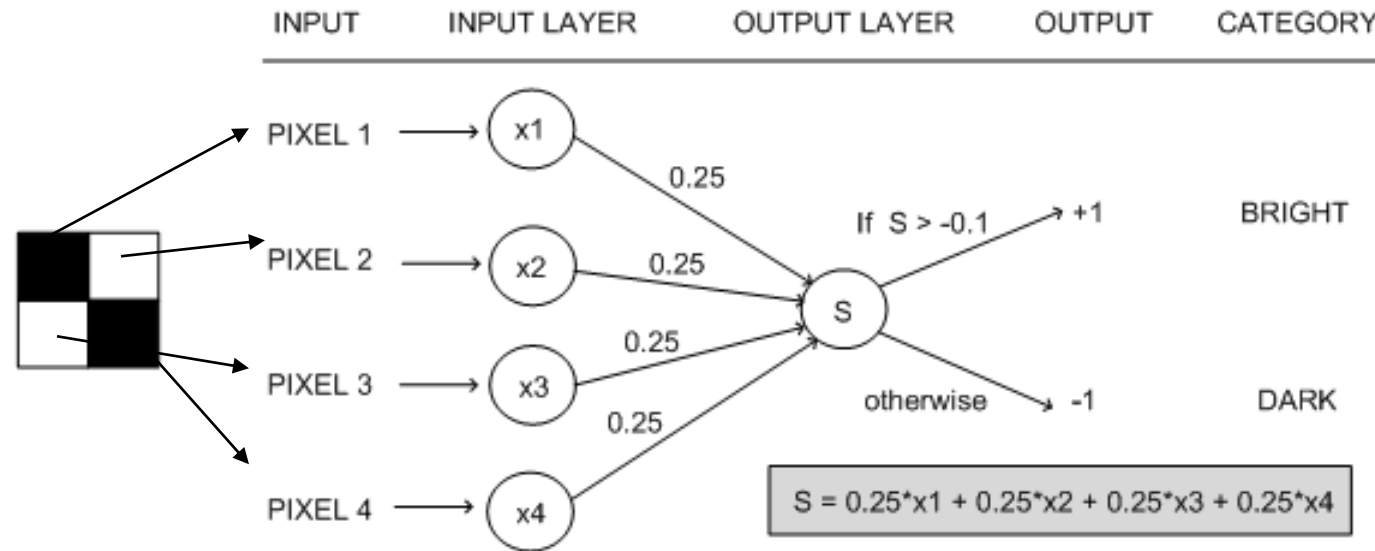 INPUT INPUT LAYER OUTPUT LAYER OUTPUT CATEGORY
PIXEL 1 x1
0.25
If S > -0.1 +1 BRIGHT
PIXEL 2 x2 0.25
S
PIXEL 3 x3 0.25
otherwise -1 DARK
0.25
PIXEL 4 x4
S = 0.25*x1 + 0.25*x2 + 0.25*x3 + 0.25*x4